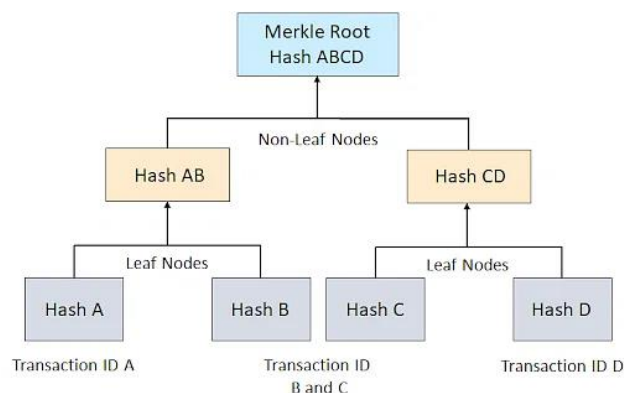 Merkle Root
Hash ABCD
Non-Leaf Nodes
Hash AB
Hash CD
Leaf Nodes
Leaf Nodes
Hash A
Hash B
Hash C
Hash D
Transaction ID A
Transaction ID
B and C
Transaction ID D